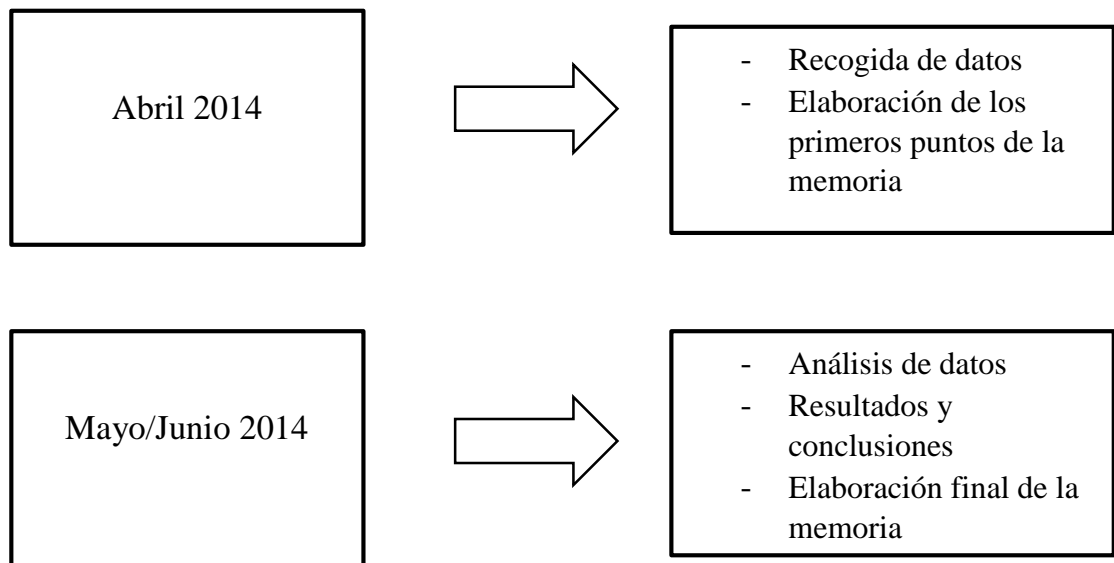 Abril 2014
- Recogida de datos
- Elaboración de los
primeros puntos de la
memoria
Mayo/Junio 2014
- Análisis de datos
- Resultados y
conclusiones
- Elaboración final de la
memoria